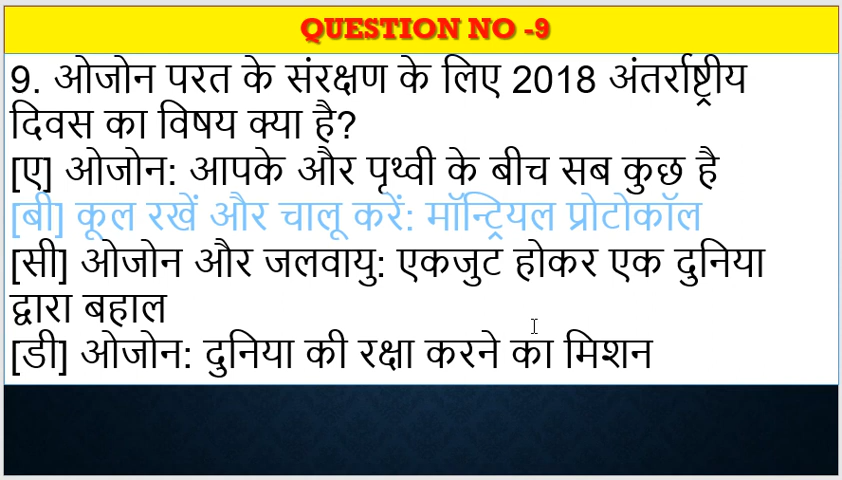 QUESTION NO -9
9. ओजोन परत के संरक्षण के लिए 2018 अंतर्राष्ट्रीय
दिवस का विषय क्या है?
[ए] ओजोन: आपके और पृथ्वी के बीच सब कुछ है
[बी] कूल रखें और चालू करें: मॉन्ट्रियल प्रोटोकॉल
[सी] ओजोन और जलवायु: एकजुट होकर एक दुनिया
द्वारा बहाल
[डी] ओजोन: दुनिया की रक्षा करने का मिशन